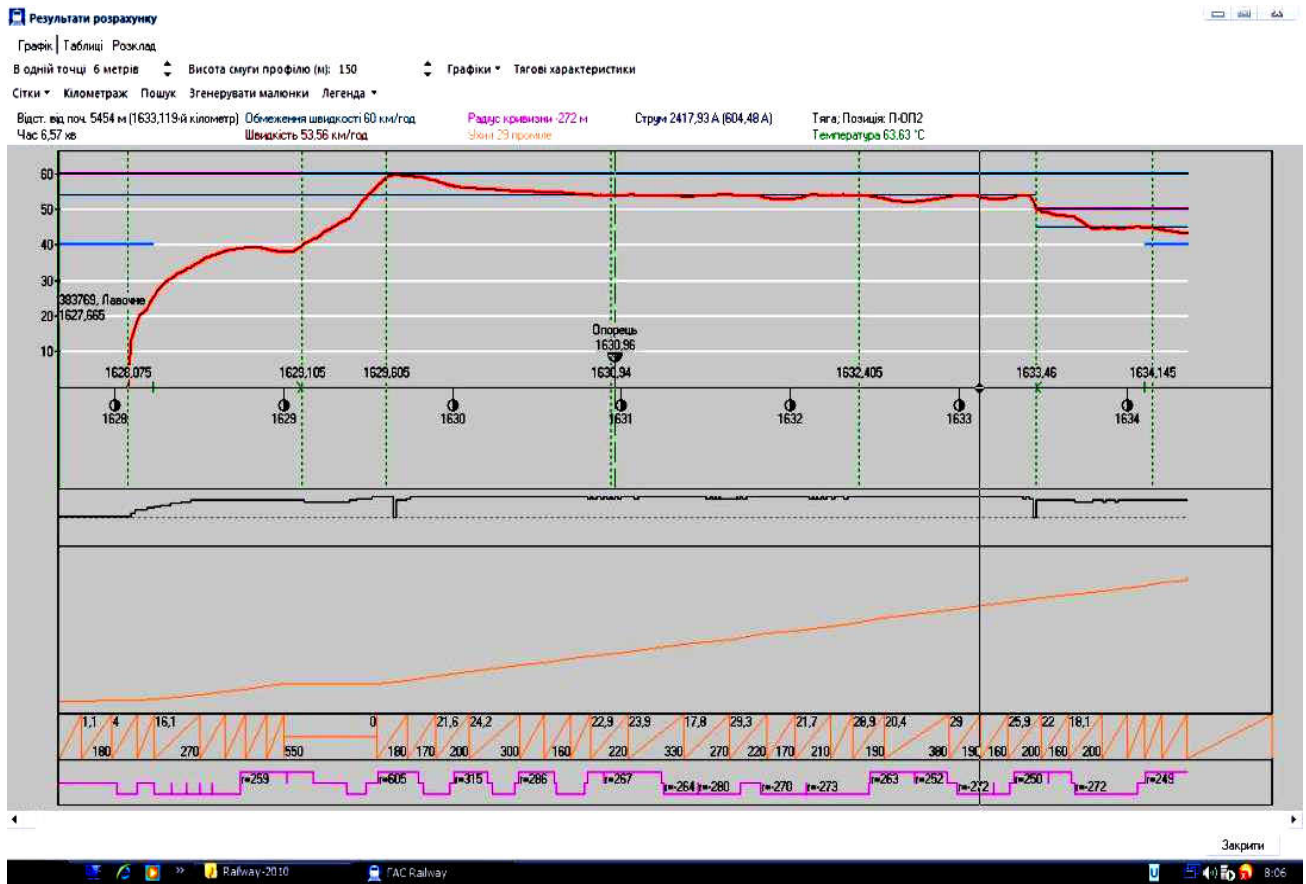 Результати розрахунку
Графік Таблиці Розклад
В одній точці 6 метрів Висота смуги профілю (м): 150 Графіки Тягові характеристики
Сітки Кілометраж Пошук Згенерувати малюнки Легенда
Відст. від поч. 5454 м (1633,119-й кілометр) Обмеження швидкості 60 км/год Радіус кривизни -272 м Струм 2417,93 А (604,48 А) Тяга; Позиція: П-ОП2
Час 6,57 хв Швидкість 53,56 км/год Ухил 29 проміле Температура 63,63 °C
60
50
40
30
383769, Лавочне
20 1627,665
Опорець
1630,96
10
1628,075 1629,105 1629,605 1630,94 1632,405 1633,46 1634,145
1628 1629 1630 1631 1632 1633 1634
1,1 4 16,1 0 21,6 24,2 22,9 23,9 17,8 29,3 21,7 28,9 20,4 29 25,9 22 18,1
180 270 550 180 170 200 300 160 220 330 270 220 170 210 190 380 190 160 200 160 200
r=259 r=605 r=315 r=286 r=267 r=-264 r=-280 r=-270 r=-273 r=263 r=252 r=-272 r=250 r=-272 r=249
Закрити
Railway-2010 ГАС Railway 8:06